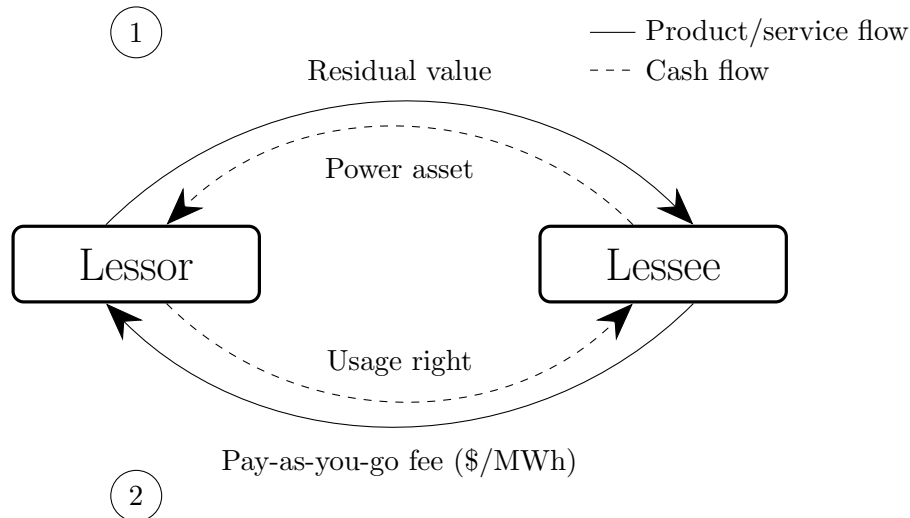 1
Product/service flow
Cash flow
Residual value
Power asset
Lessor
Lessee
Usage right
Pay-as-you-go fee ($/MWh)
2